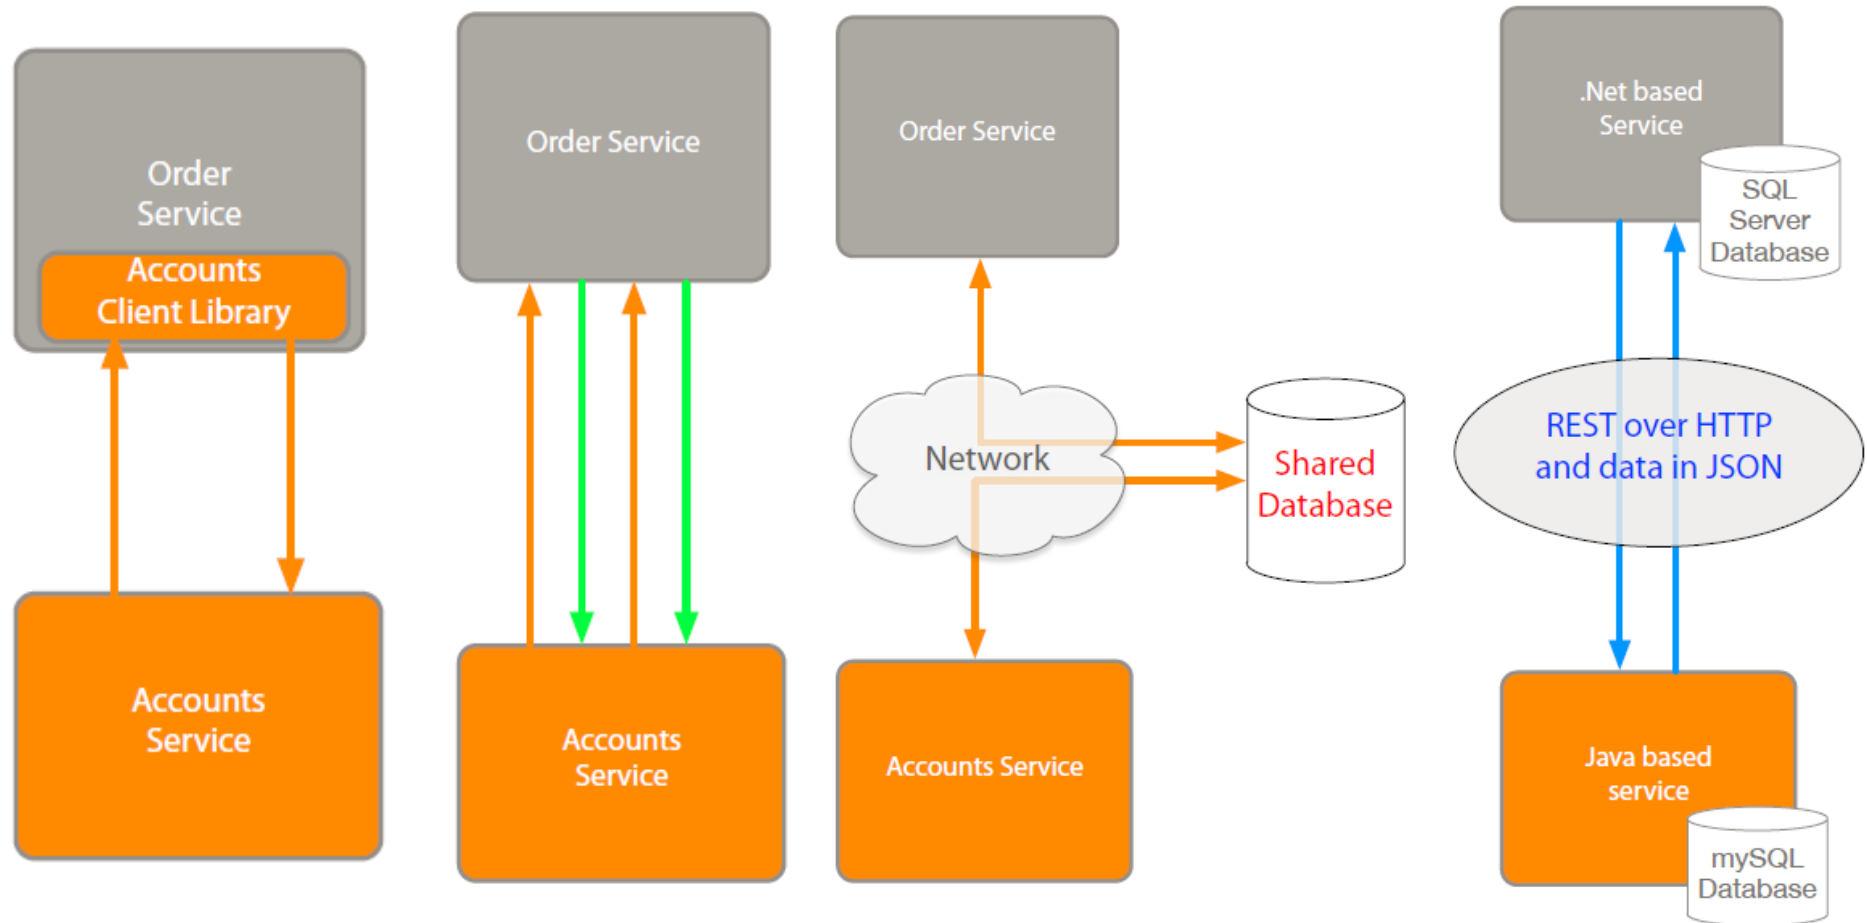 Order
Service
Accounts
Client Library
Accounts
Service
Order Service
Accounts
Service
Order Service
Network
Shared
Database
Accounts Service
.Net based
Service
SQL
Server
Database
REST over HTTP
and data in JSON
Java based
service
mySQL
Database